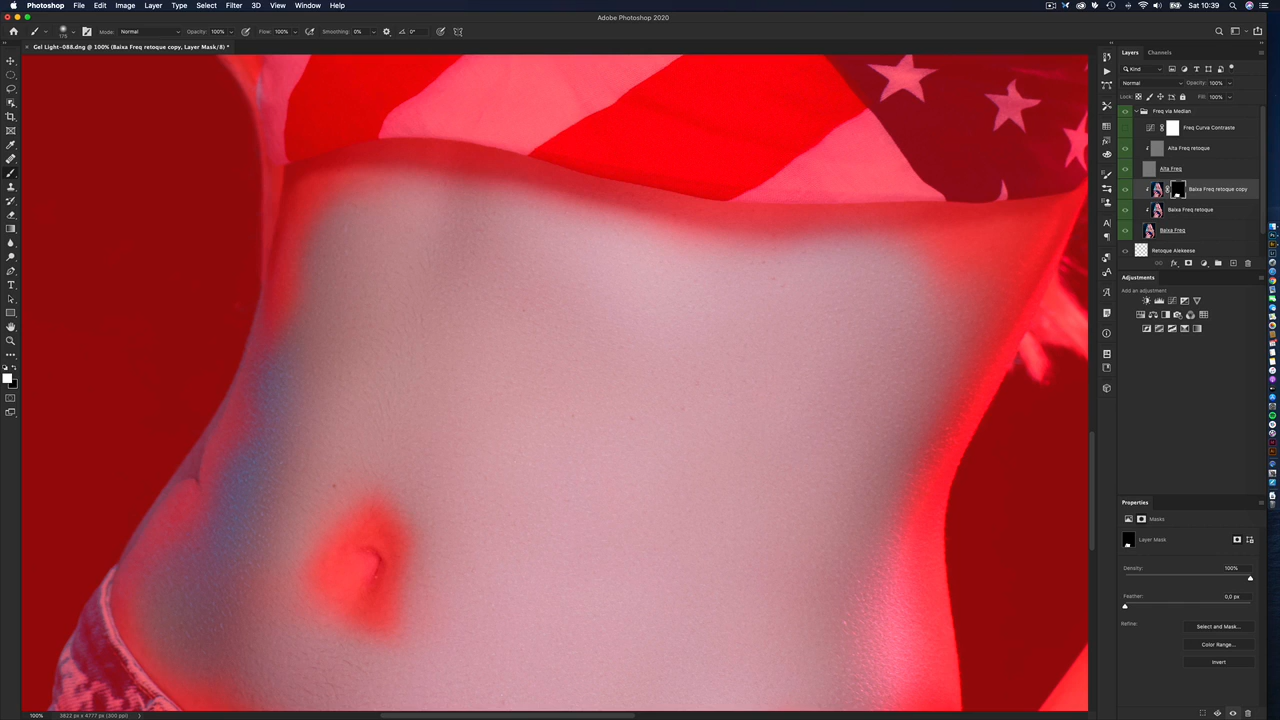 Photoshop File Edit Image Layer Type Select Filter 3D View Window Help Sat 10:39
Adobe Photoshop 2020
Mode: Normal Opacity: 100% Flow: 100% Smoothing: 0% 0°
× Gel Light-088.dng @ 100% (Baixa Freq retoque copy, Layer Mask/8) *
Layers Channels
Kind
Normal Opacity: 100%
Lock: Fill: 100%
Freq via Median
Freq Curva Contraste
Alta Freq retoque
Alta Freq
Baixa Freq retoque copy
Baixa Freq retoque
Baixa Freq
Retoque Alekeese
fx
Adjustments
Add an adjustment
Properties
Masks
Layer Mask
Density: 100%
Feather: 0,0 px
Refine: Select and Mask...
Color Range...
Invert
100% 3822 px x 4777 px (300 ppi)